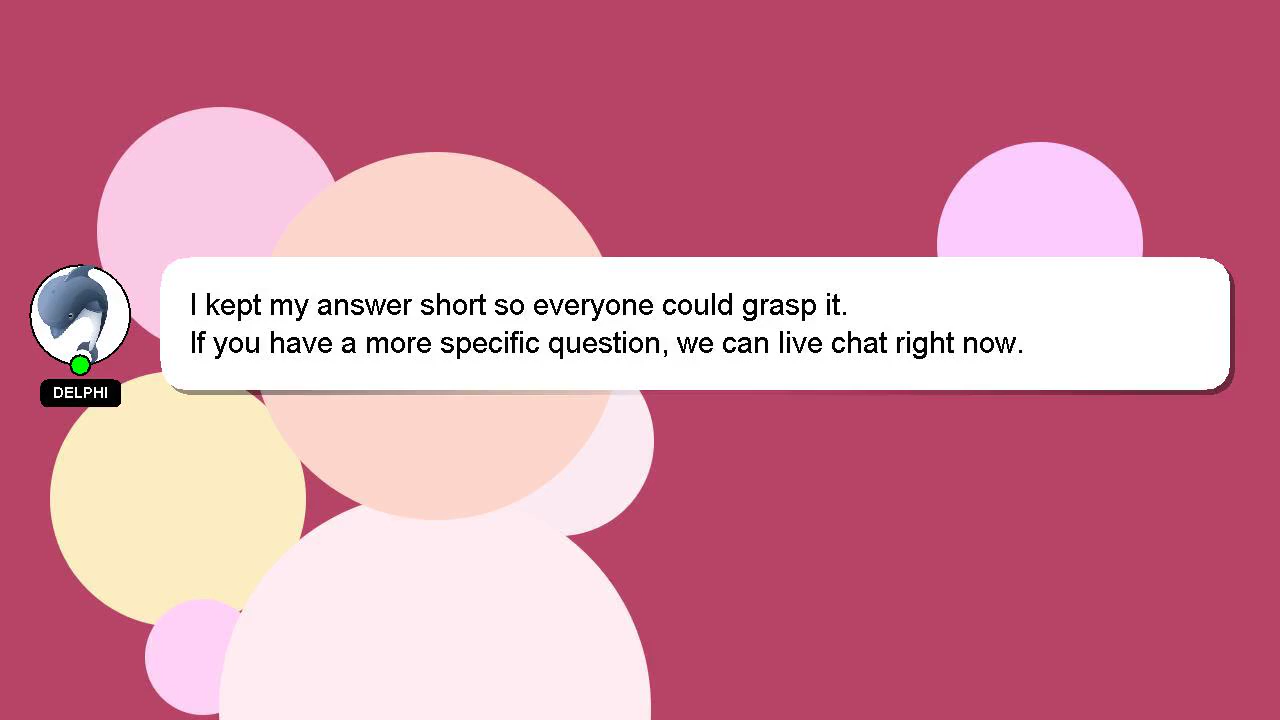 I kept my answer short so everyone could grasp it.
If you have a more specific question, we can live chat right now.
DELPHI